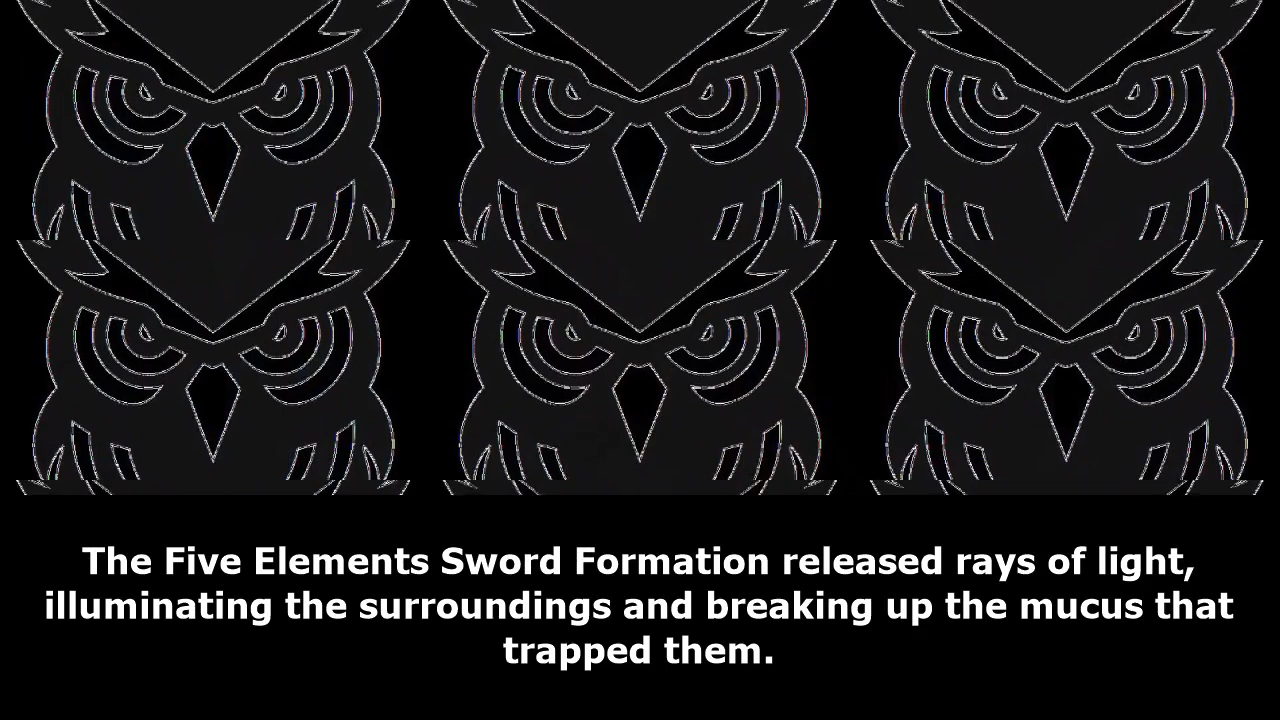 The Five Elements Sword Formation released rays of light,
illuminating the surroundings and breaking up the mucus that
trapped them.